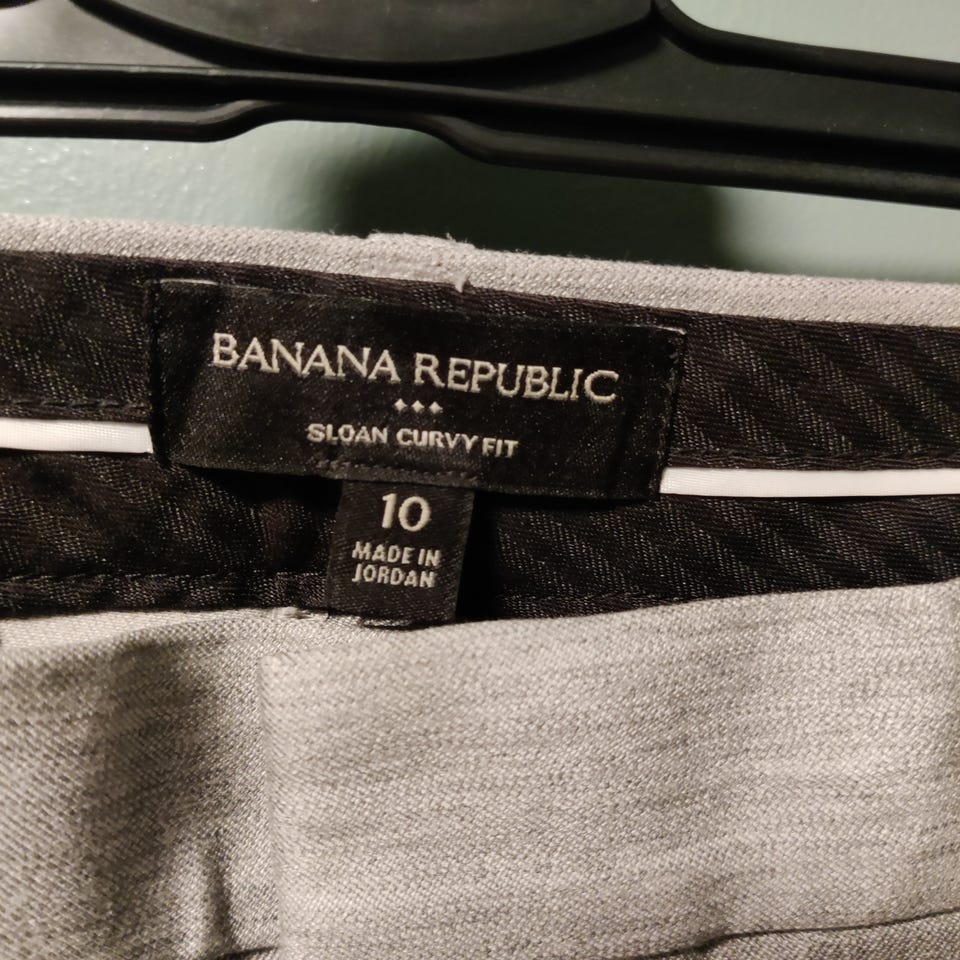 BANANA REPUBLIC
SLOAN CURVY FIT
10
MADE IN
JORDAN